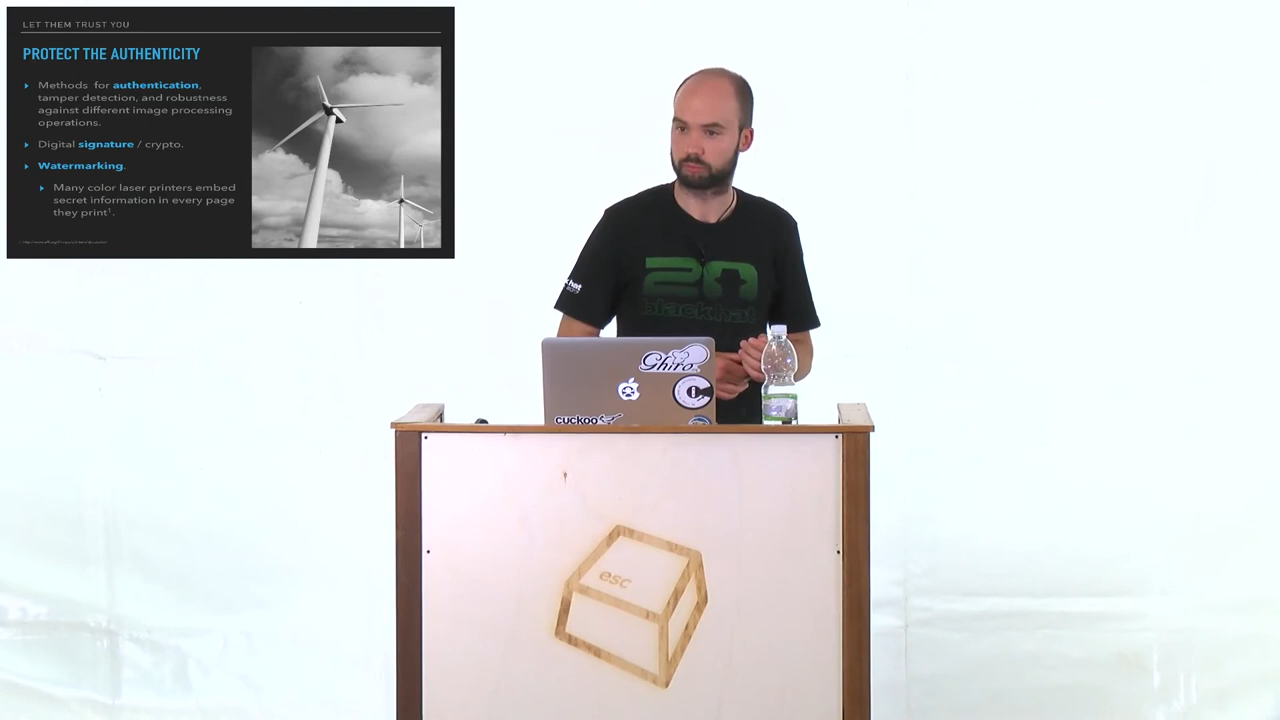 LET THEM TRUST YOU
PROTECT THE AUTHENTICITY
Methods for authentication,
tamper detection, and robustness
against different image processing
operations.
Digital signature / crypto.
Watermarking.
Many color laser printers embed
secret information in every page
they print¹.
20
blackhat
Ghiro
cuckoo
esc